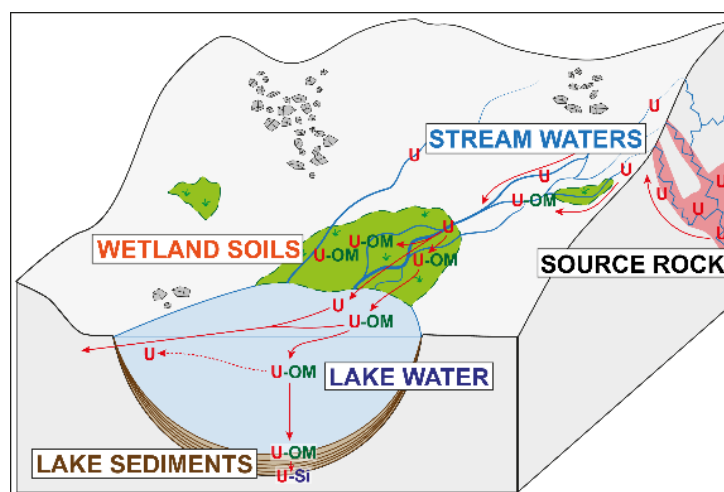 U
STREAM WATERS
U
U
U
U
U
U-OM
U
U
WETLAND SOILS
U-OM
U
U-OM
U-OM
U
SOURCE ROCK
U
U-OM
U
U-OM
LAKE WATER
U-OM
LAKE SEDIMENTS
U-Si